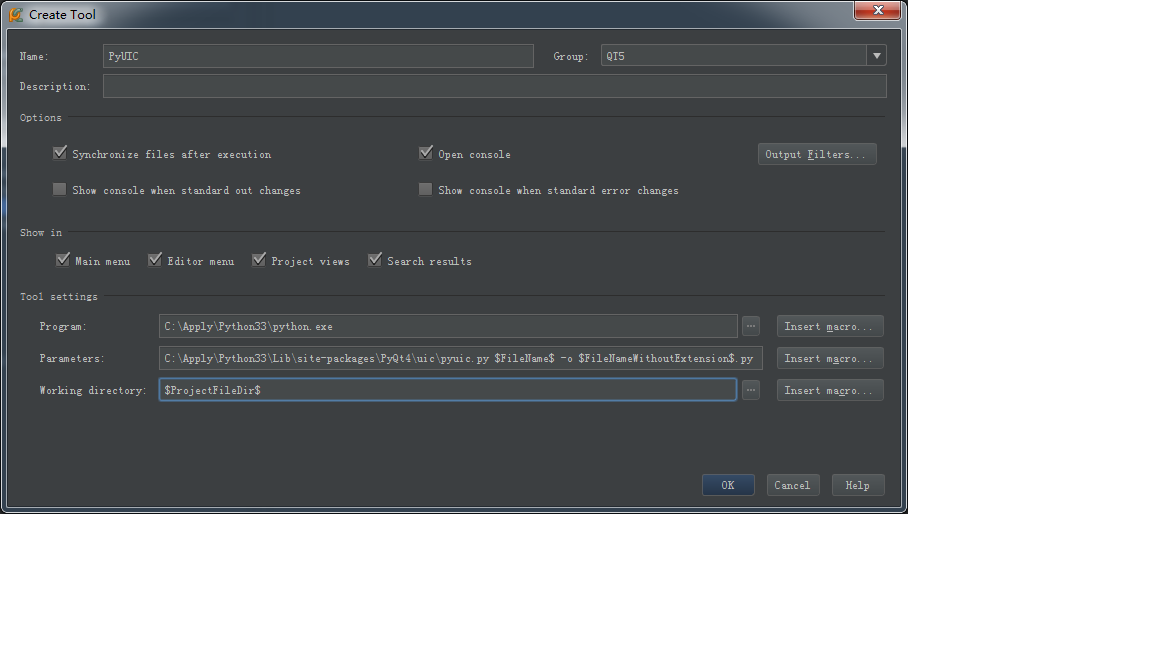 Create Tool
Name: PyUIC Group: QT5
Description:
Options
Synchronize files after execution Open console Output Filters...
Show console when standard out changes Show console when standard error changes
Show in
Main menu Editor menu Project views Search results
Tool settings
Program: C:\Apply\Python33\python.exe ... Insert macro...
Parameters: C:\Apply\Python33\Lib\site-packages\PyQt4\uic\pyuic.py $FileName$ -o $FileNameWithoutExtension$.py Insert macro...
Working directory: $ProjectFileDir$ ... Insert macro...
OK Cancel Help